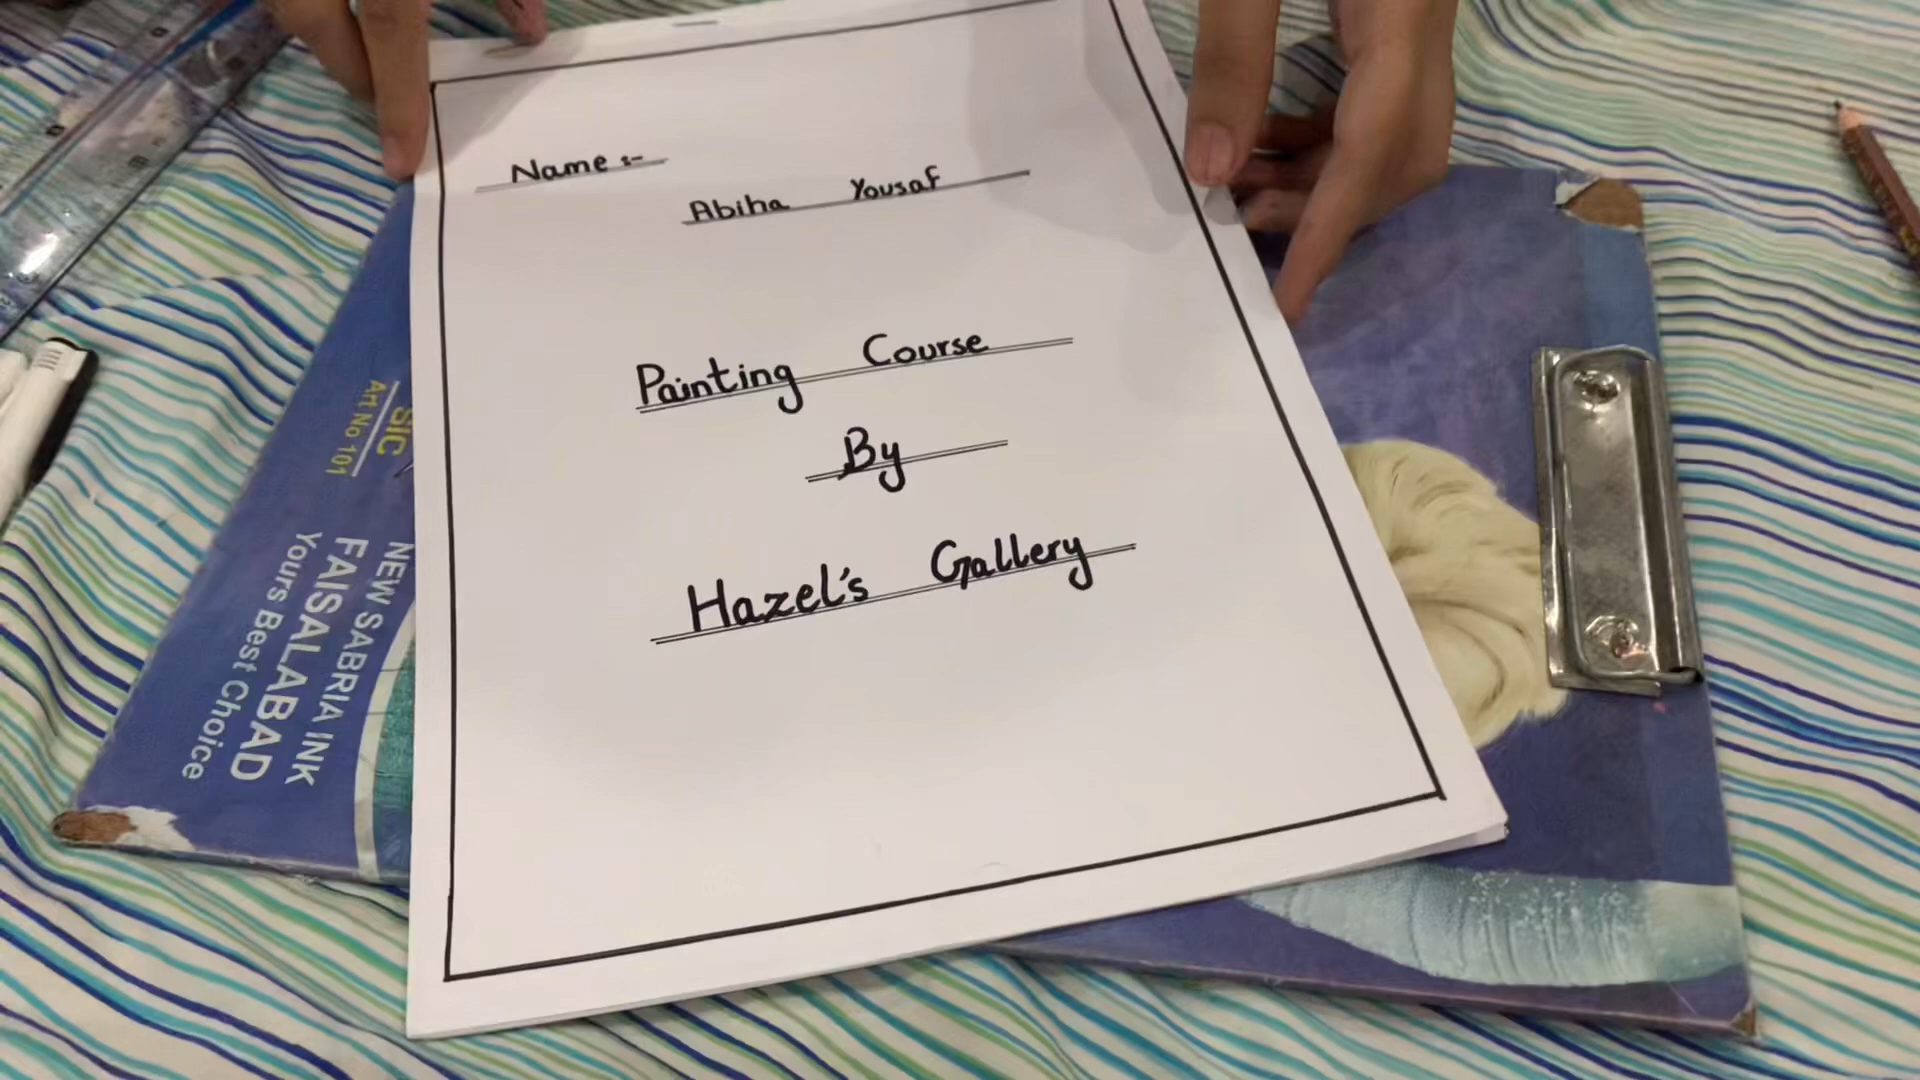 Name :-
Abiha Yousaf
Painting Course
By
Hazel's Gallery
SIC
Art No 101
NEW SABRIA INK
FAISALABAD
Yours Best Choice